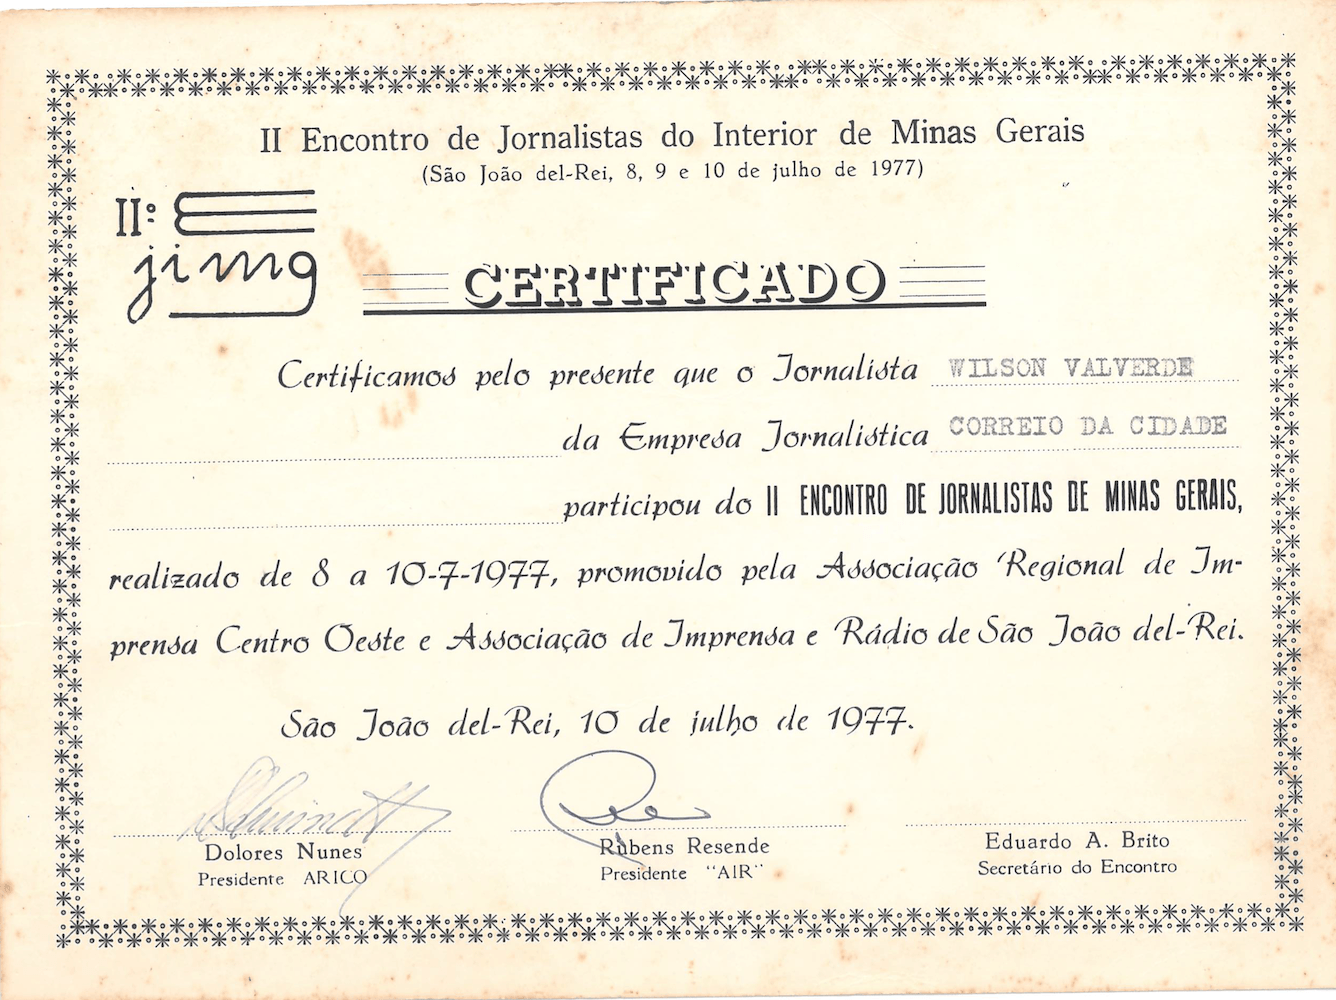 II Encontro de Jornalistas do Interior de Minas Gerais
(São João del-Rei, 8, 9 e 10 de julho de 1977)
IIº E
jimg
CERTIFICADO
Certificamos pelo presente que o Jornalista WILSON VALVERDE
da Empresa Jornalística CORREIO DA CIDADE
participou do II ENCONTRO DE JORNALISTAS DE MINAS GERAIS,
realizado de 8 a 10-7-1977, promovido pela Associação Regional de Im-
prensa Centro Oeste e Associação de Imprensa e Rádio de São João del-Rei.
São João del-Rei, 10 de julho de 1977.
Dolores Nunes Rubens Resende Eduardo A. Brito
Presidente ARICO Presidente "AIR" Secretário do Encontro